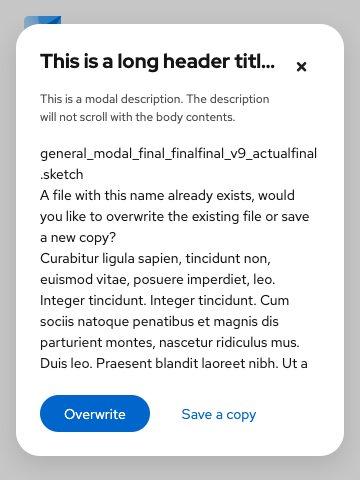 This is a long header titl...
This is a modal description. The description
will not scroll with the body contents.
general_modal_final_finalfinal_v9_actualfinal
.sketch
A file with this name already exists, would
you like to overwrite the existing file or save
a new copy?
Curabitur ligula sapien, tincidunt non,
euismod vitae, posuere imperdiet, leo.
Integer tincidunt. Integer tincidunt. Cum
sociis natoque penatibus et magnis dis
parturient montes, nascetur ridiculus mus.
Duis leo. Praesent blandit laoreet nibh. Ut a
Overwrite
Save a copy